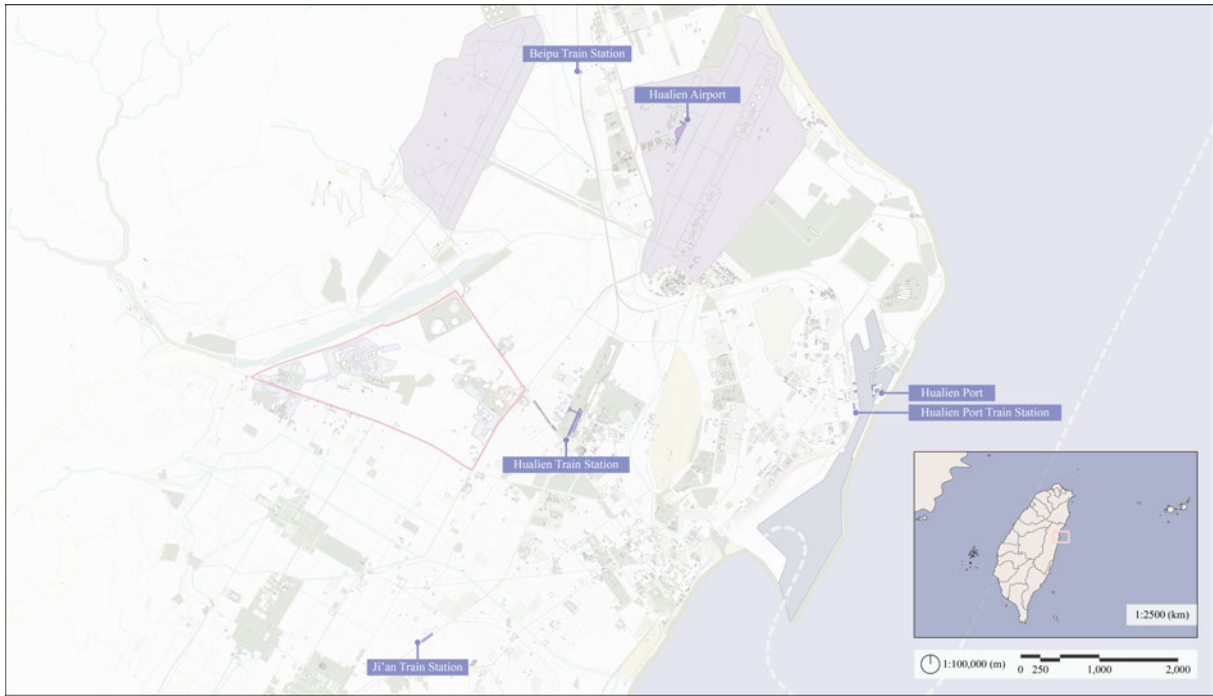 Beipu Train Station
Hualien Airport
Hualien Port
Hualien Port Train Station
Hualien Train Station
Ji'an Train Station
1:2500 (km)
1:100,000 (m)
0 250 1,000 2,000